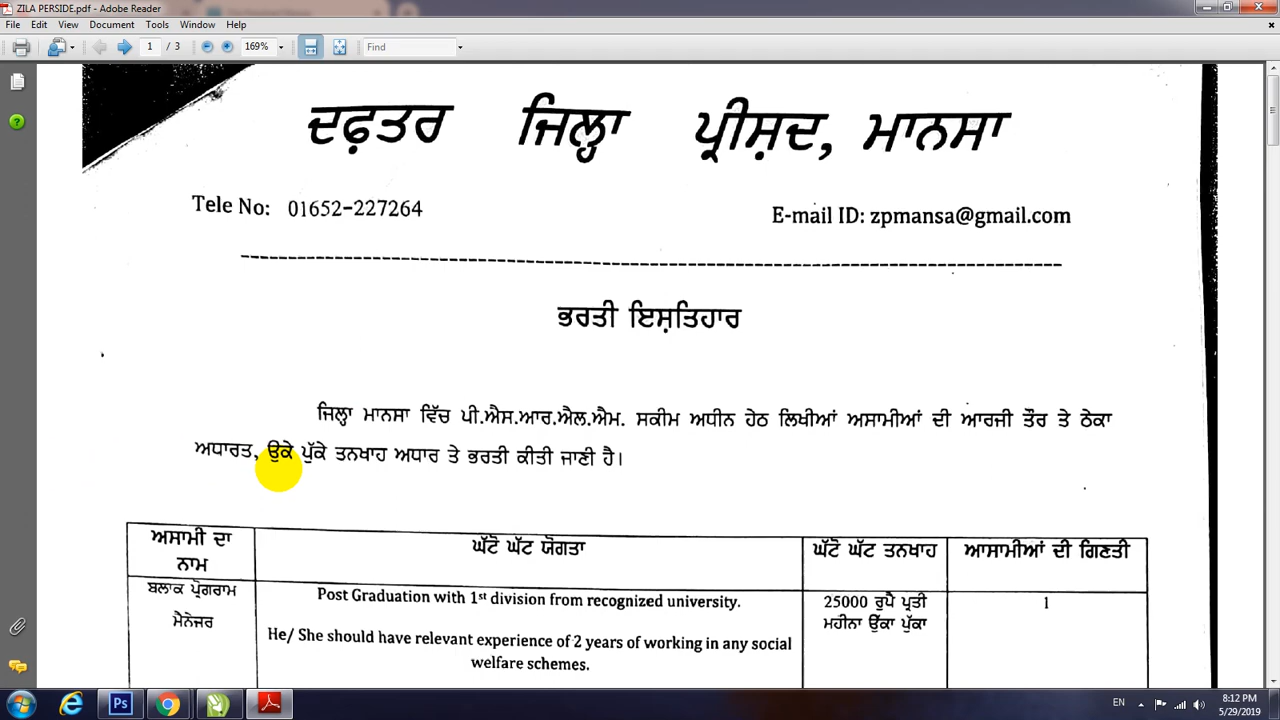 ZILA PERSIDE.pdf - Adobe Reader
File Edit View Document Tools Window Help
1 / 3 169% Find
ਦਫ਼ਤਰ ਜਿਲ੍ਹਾ ਪ੍ਰੀਸ਼ਦ, ਮਾਨਸਾ
Tele No: 01652-227264 E-mail ID: zpmansa@gmail.com
ਭਰਤੀ ਇਸ਼ਤਿਹਾਰ
ਜਿਲ੍ਹਾ ਮਾਨਸਾ ਵਿੱਚ ਪੀ.ਐਸ.ਆਰ.ਐਲ.ਐਮ. ਸਕੀਮ ਅਧੀਨ ਹੇਠ ਲਿਖੀਆਂ ਅਸਾਮੀਆਂ ਦੀ ਆਰਜੀ ਤੌਰ ਤੇ ਠੇਕਾ
ਅਧਾਰਤ, ਉਕੇ ਪੁੱਕੇ ਤਨਖਾਹ ਅਧਾਰ ਤੇ ਭਰਤੀ ਕੀਤੀ ਜਾਣੀ ਹੈ।
ਅਸਾਮੀ ਦਾ
ਨਾਮ
ਘੱਟੋ ਘੱਟ ਯੋਗਤਾ
ਘੱਟੋ ਘੱਟ ਤਨਖਾਹ
ਆਸਾਮੀਆਂ ਦੀ ਗਿਣਤੀ
ਬਲਾਕ ਪ੍ਰੋਗਰਾਮ
ਮੈਨੇਜਰ
Post Graduation with 1st division from recognized university.
He/ She should have relevant experience of 2 years of working in any social
welfare schemes.
25000 ਰੁਪੈ ਪ੍ਰਤੀ
ਮਹੀਨਾ ਉੱਕਾ ਪੁੱਕਾ
1
Ps
EN 8:12 PM
5/29/2019